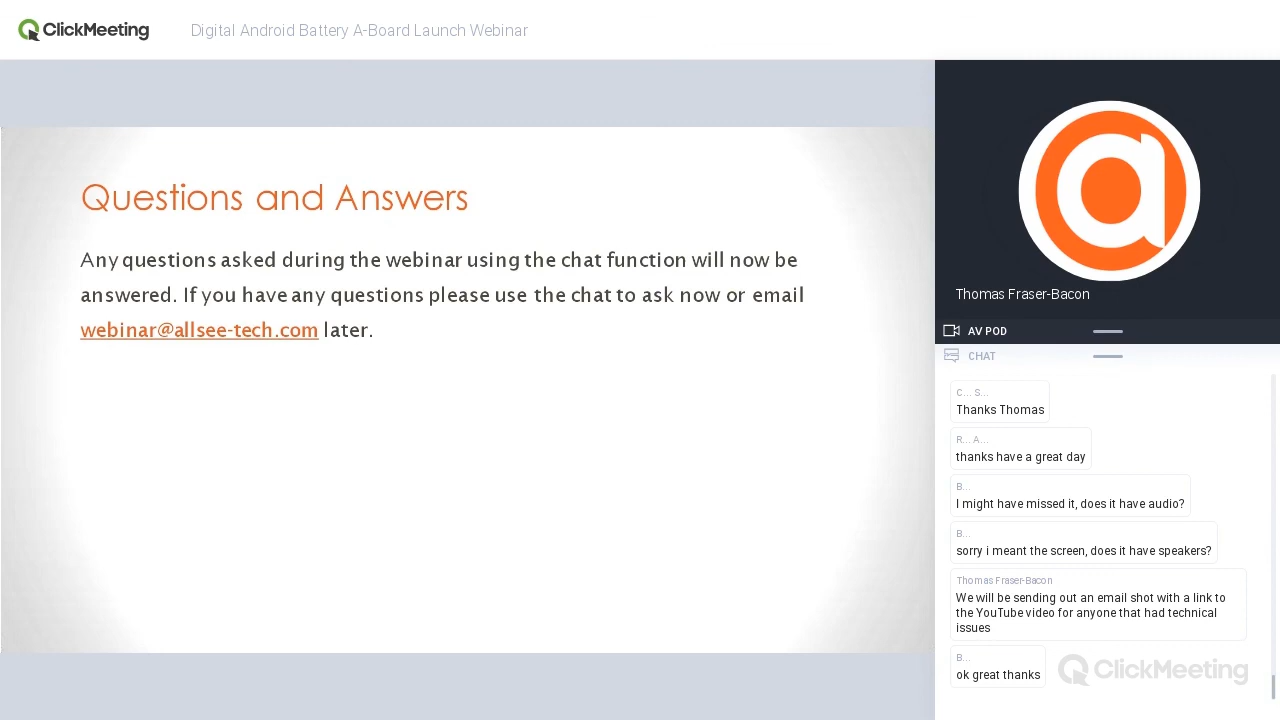 ClickMeeting
Digital Android Battery A-Board Launch Webinar
Questions and Answers
Any questions asked during the webinar using the chat function will now be
answered. If you have any questions please use the chat to ask now or email
webinar@allsee-tech.com later.
a
Thomas Fraser-Bacon
AV POD
CHAT
C... S...
Thanks Thomas
R... A...
thanks have a great day
B...
I might have missed it, does it have audio?
B...
sorry i meant the screen, does it have speakers?
Thomas Fraser-Bacon
We will be sending out an email shot with a link to
the YouTube video for anyone that had technical
issues
B...
ok great thanks
ClickMeeting